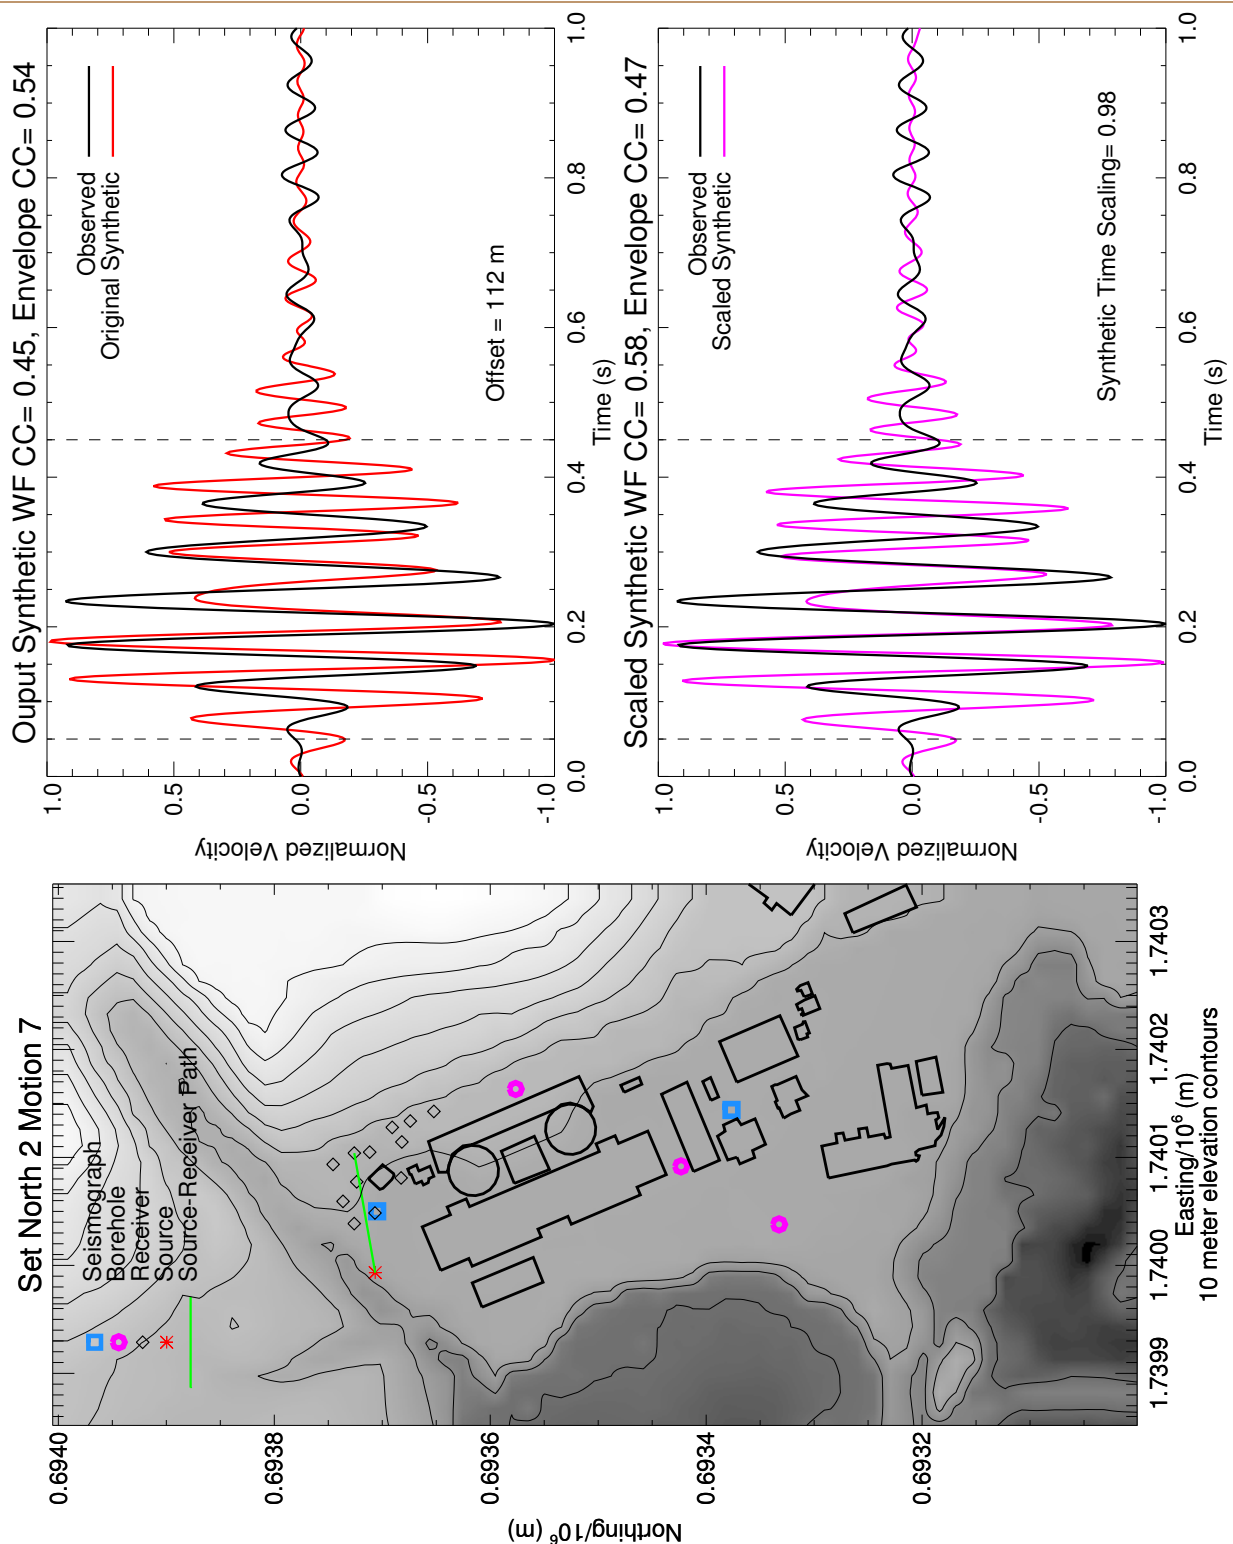 Set North 2 Motion 7
Seismograph
Borehole
Receiver
Source
Source-Receiver Path
0.6940
0.6938
0.6936
0.6934
0.6932
Northing/10⁶ (m)
1.7399
1.7400
1.7401
1.7402
1.7403
Easting/10⁶ (m)
10 meter elevation contours
Ouput Synthetic WF CC= 0.45, Envelope CC= 0.54
Observed
Original Synthetic
Offset = 112 m
1.0
0.5
0.0
-0.5
-1.0
Normalized Velocity
0.0
0.2
0.4
0.6
0.8
1.0
Time (s)
Scaled Synthetic WF CC= 0.58, Envelope CC= 0.47
Observed
Scaled Synthetic
Synthetic Time Scaling= 0.98
1.0
0.5
0.0
-0.5
-1.0
Normalized Velocity
0.0
0.2
0.4
0.6
0.8
1.0
Time (s)